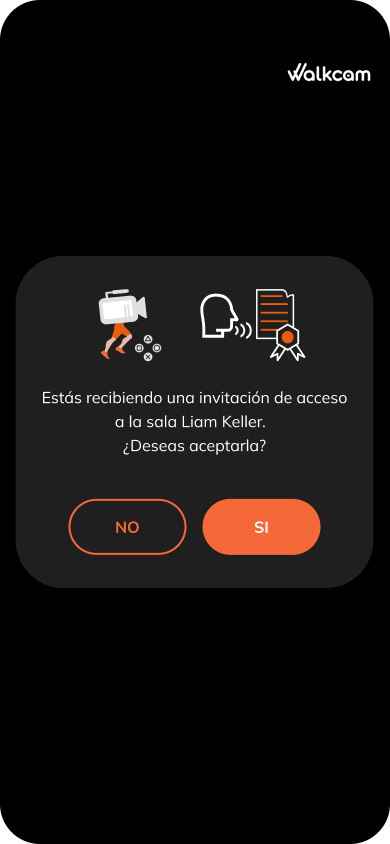 Walkcam
Estás recibiendo una invitación de acceso
a la sala Liam Keller.
¿Deseas aceptarla?
NO
SI